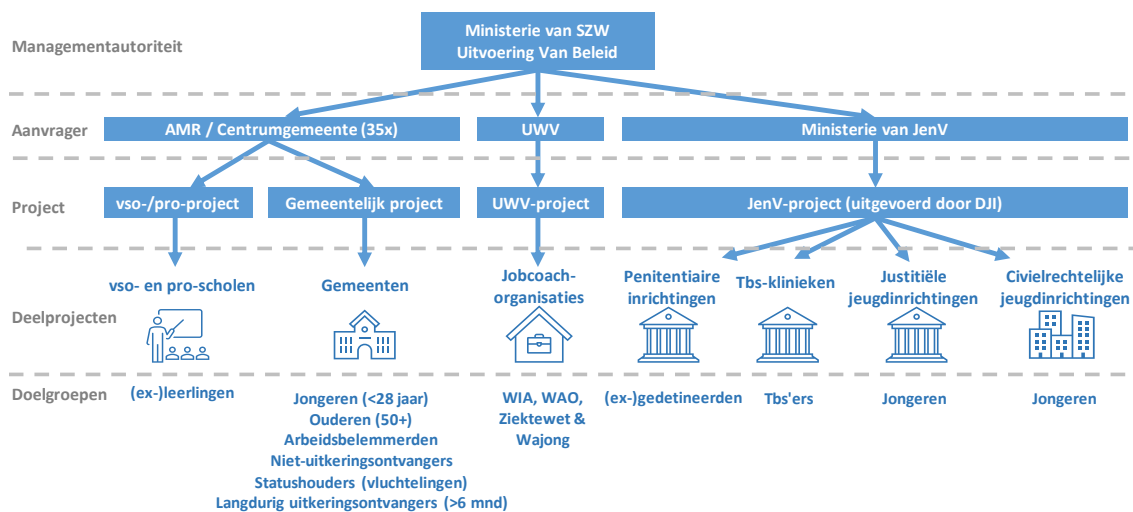 Managementautoriteit
Ministerie van SZW
Uitvoering Van Beleid
Aanvrager
AMR / Centrumgemeente (35x)
UWV
Ministerie van JenV
Project
vso-/pro-project
Gemeentelijk project
UWV-project
JenV-project (uitgevoerd door DJI)
Deelprojecten
vso- en pro-scholen
Gemeenten
Jobcoach-
organisaties
Penitentiaire
inrichtingen
Tbs-klinieken
Justitiële
jeugdinrichtingen
Civielrechtelijke
jeugdinrichtingen
Doelgroepen
(ex-)leerlingen
Jongeren (<28 jaar)
Ouderen (50+)
Arbeidsbelemmerden
Niet-uitkeringsontvangers
Statushouders (vluchtelingen)
Langdurig uitkeringsontvangers (>6 mnd)
WIA, WAO,
Ziektewet &
Wajong
(ex-)gedetineerden
Tbs'ers
Jongeren
Jongeren